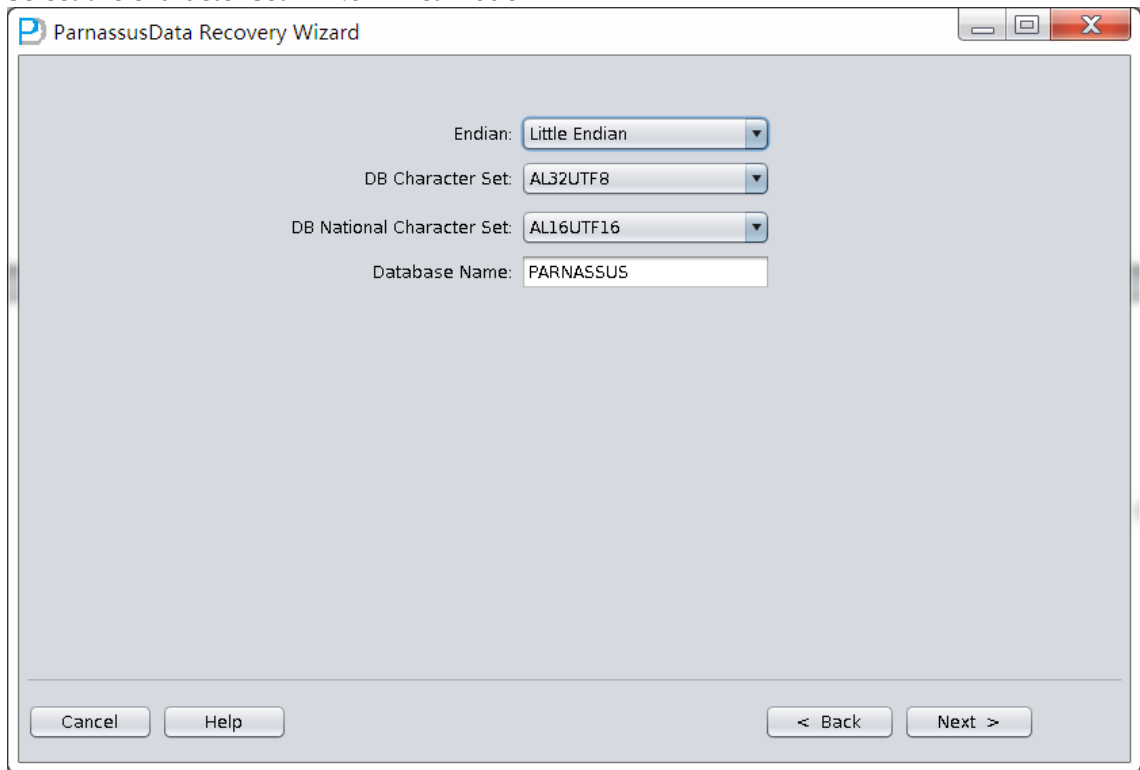 ParnassusData Recovery Wizard
Endian: Little Endian
DB Character Set: AL32UTF8
DB National Character Set: AL16UTF16
Database Name: PARNASSUS
Cancel Help < Back Next >